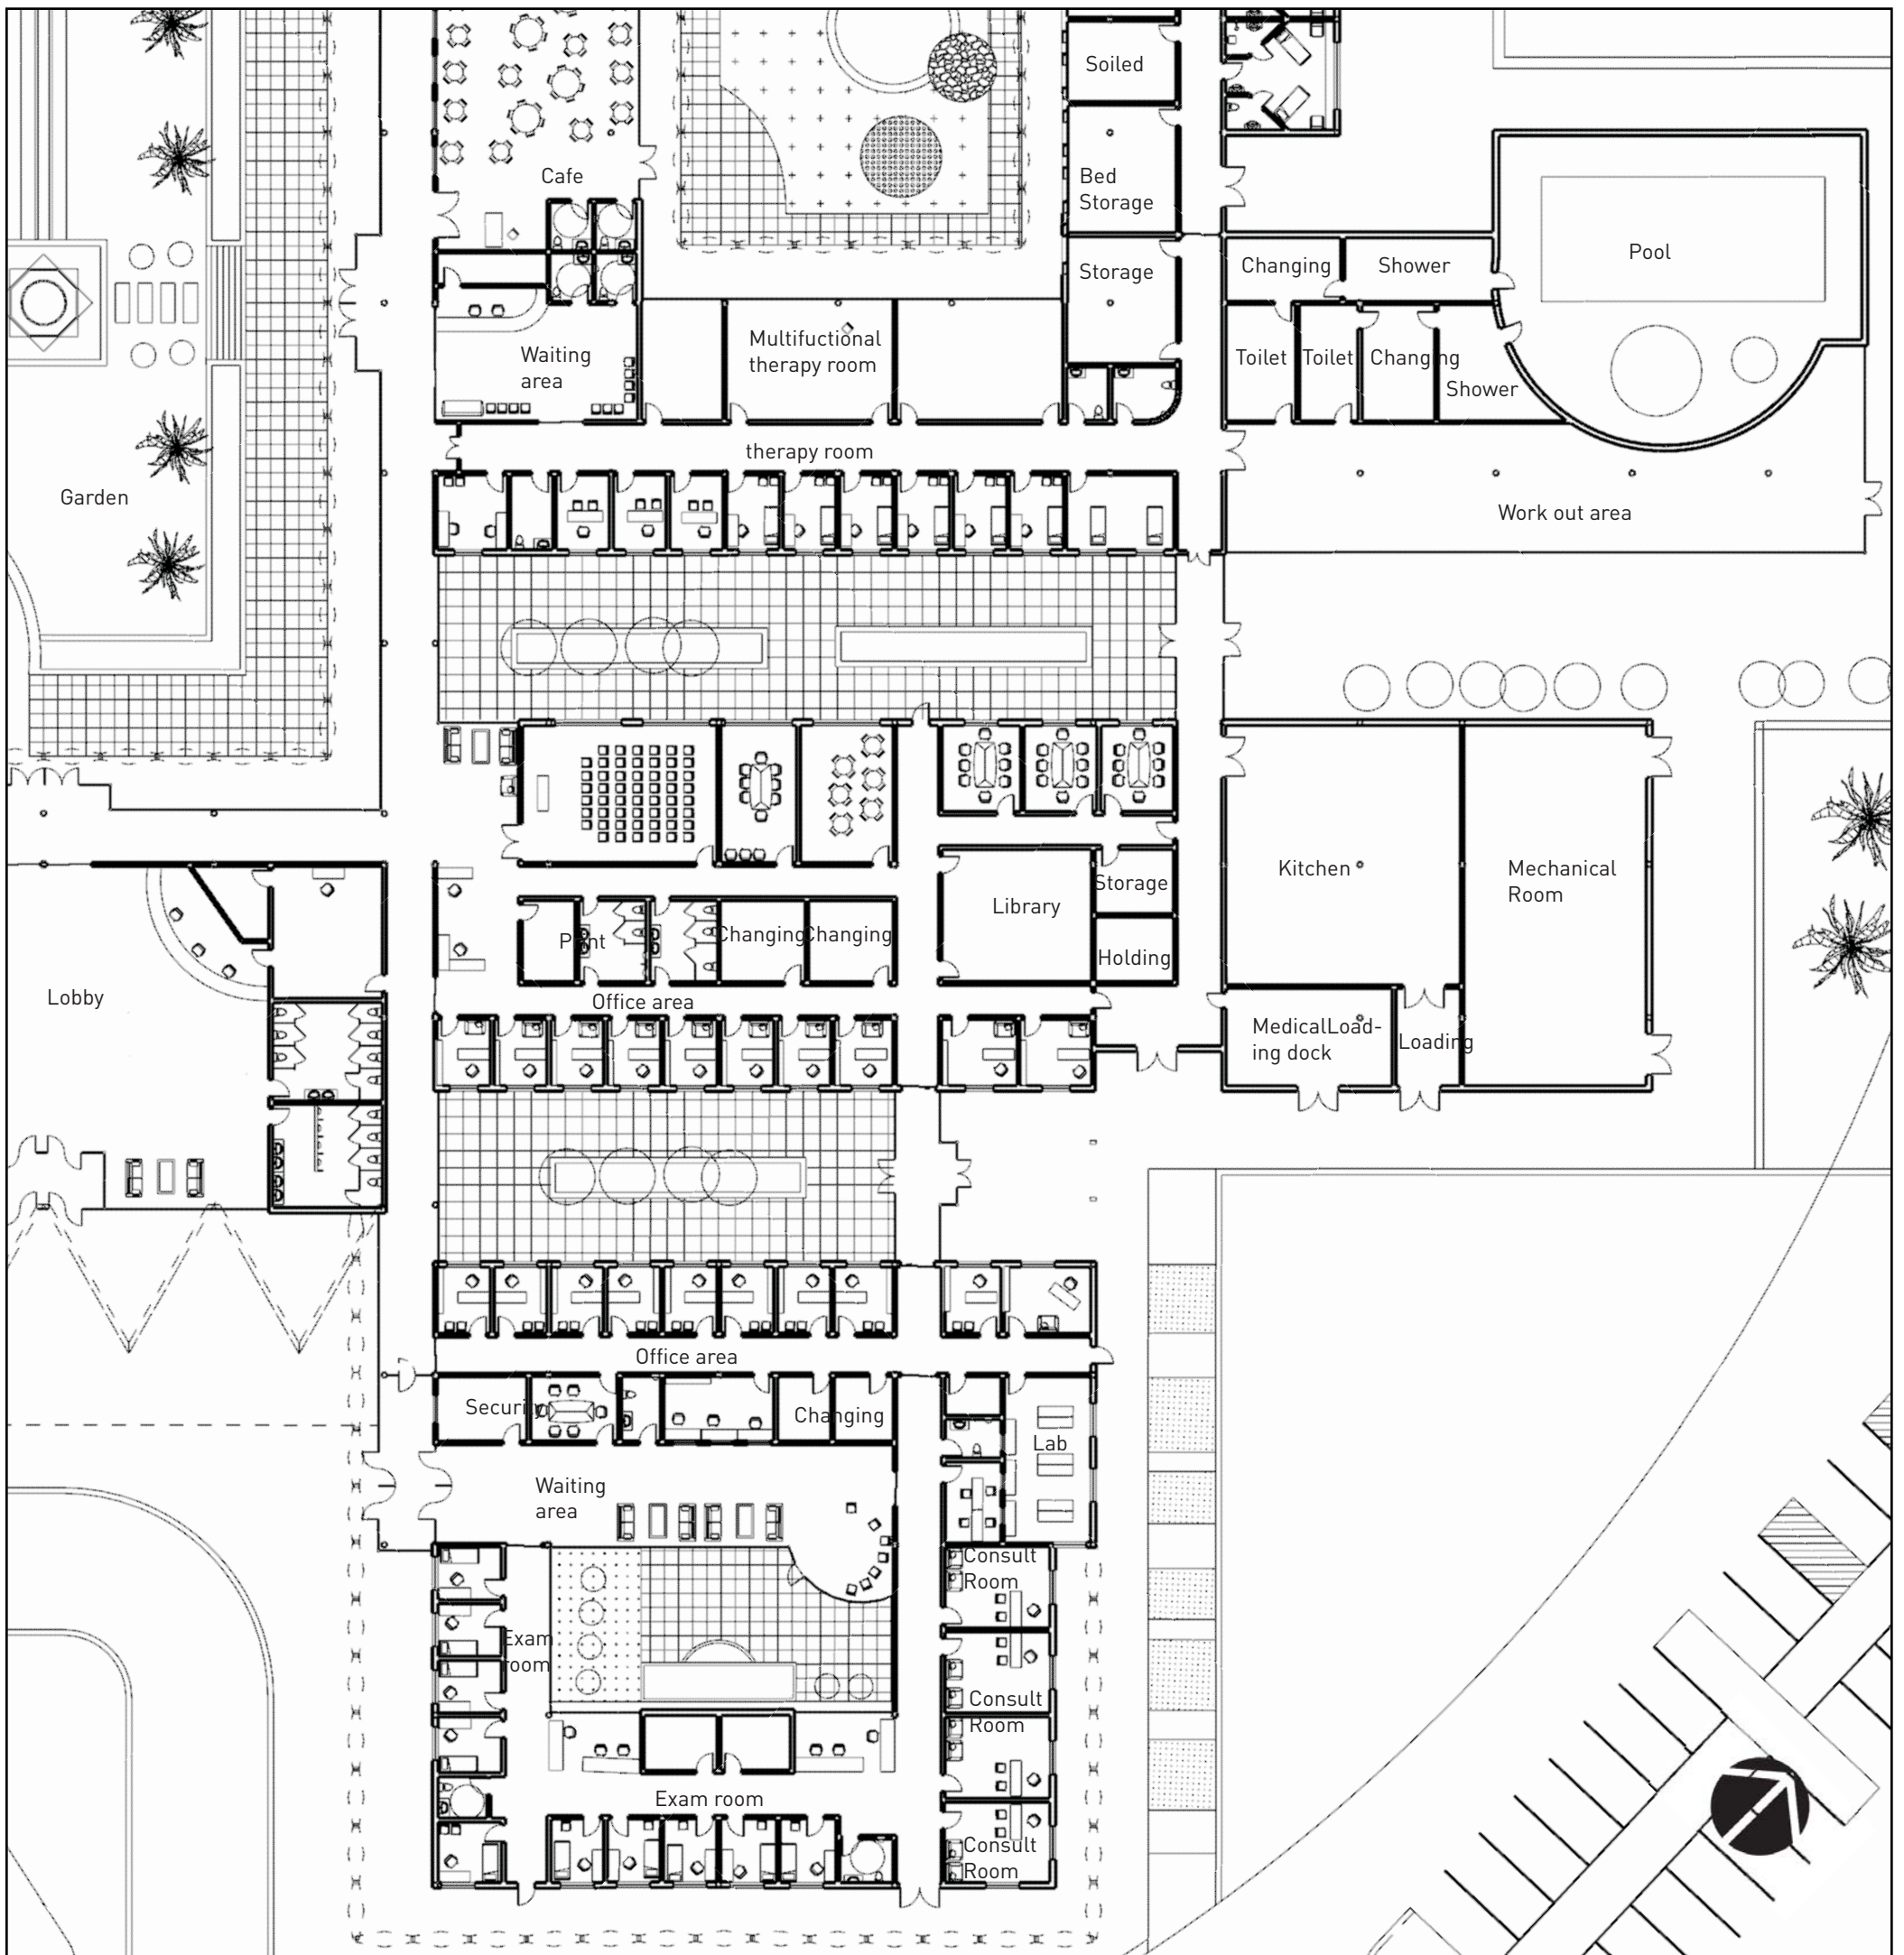 Soiled
Cafe
Bed
Storage
Storage
Changing
Shower
Pool
Waiting
area
Multifuctional
therapy room
Toilet
Toilet
Changing
Shower
therapy room
Garden
Work out area
Kitchen
Mechanical
Room
Storage
Library
Print
Changing
Changing
Holding
Lobby
Office area
MedicalLoad-
ing dock
Loading
Office area
Security
Changing
Lab
Waiting
area
Consult
Room
Exam
room
Consult
Room
Exam room
Consult
Room